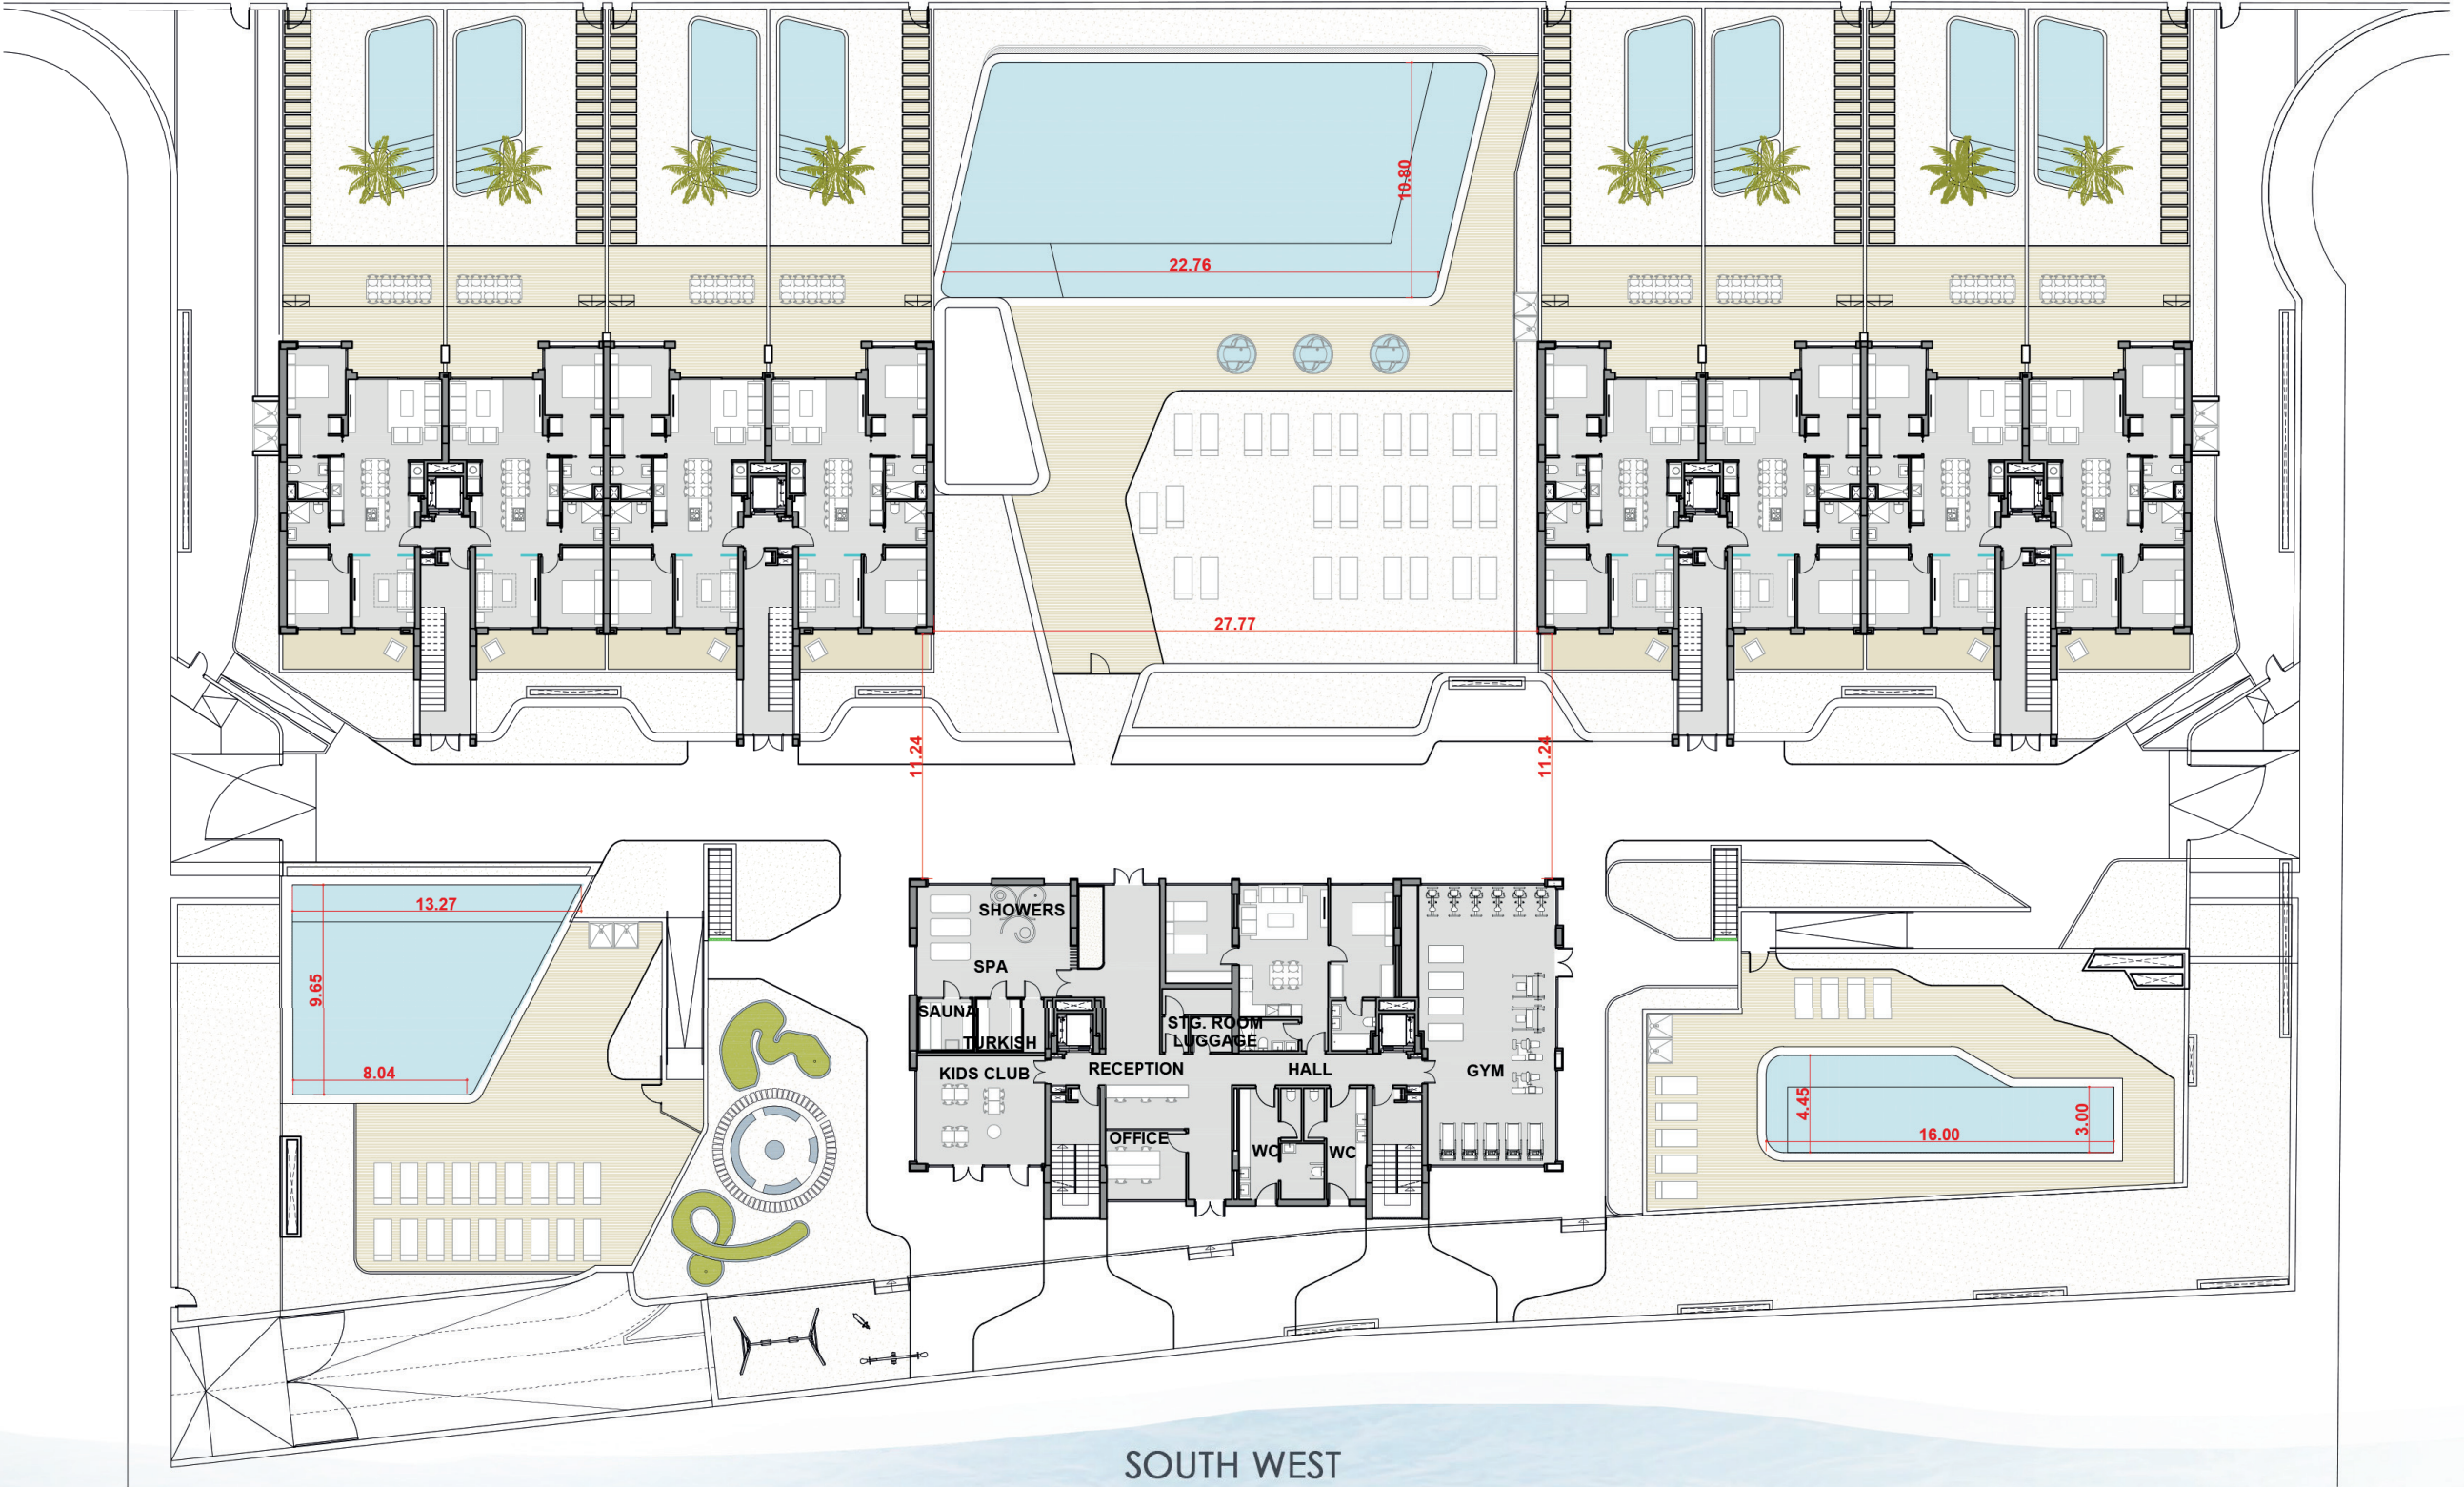 10.80
22.76
27.77
11.24
11.24
13.27
9.65
8.04
SHOWERS
SPA
SAUNA
TURKISH
STG. ROOM
LUGGAGE
KIDS CLUB
RECEPTION
HALL
GYM
OFFICE
WC
WC
4.45
3.00
16.00
SOUTH WEST